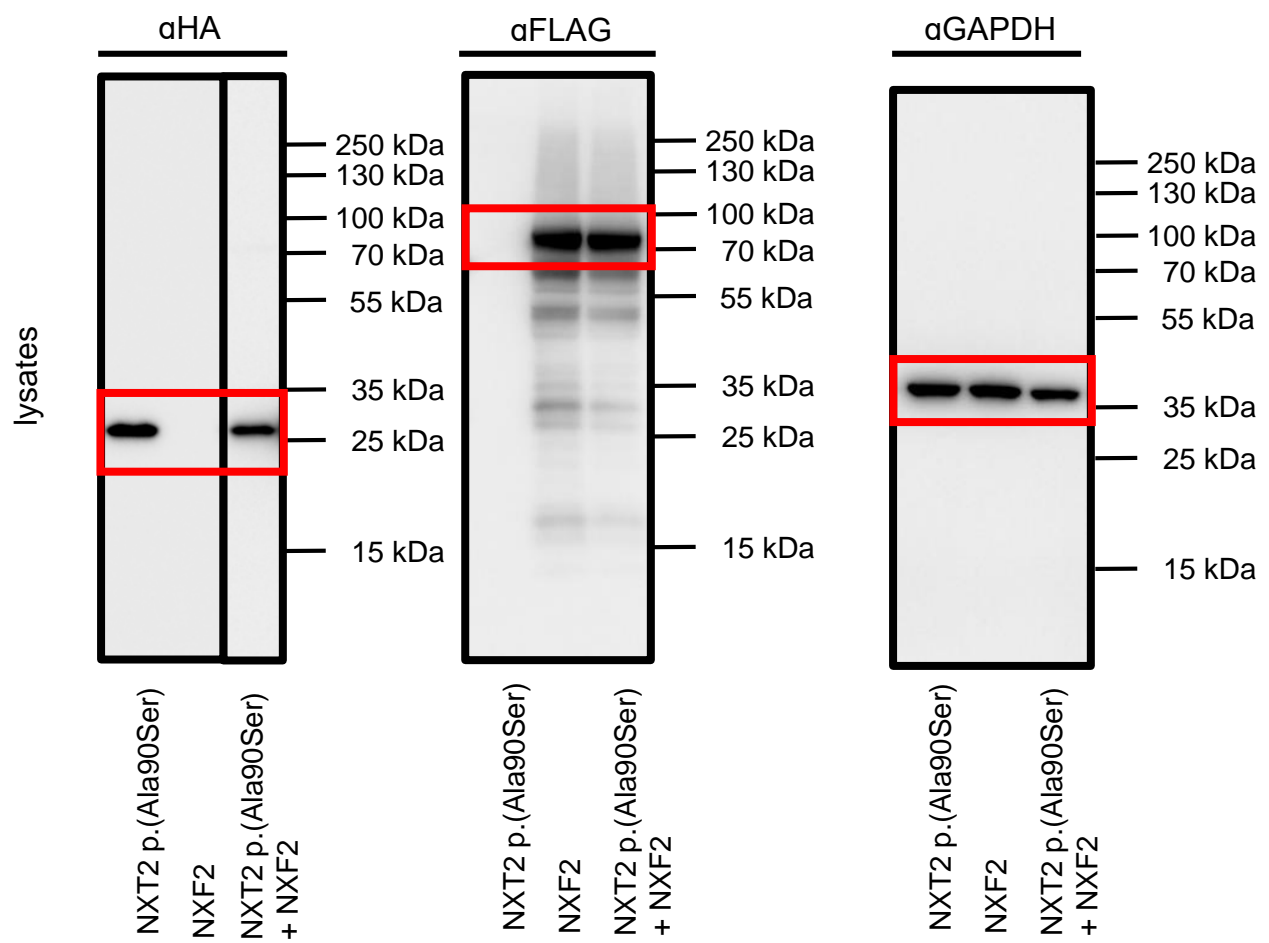 αHA
αFLAG
αGAPDH
lysates
250 kDa
130 kDa
100 kDa
70 kDa
55 kDa
35 kDa
25 kDa
15 kDa
250 kDa
130 kDa
100 kDa
70 kDa
55 kDa
35 kDa
25 kDa
15 kDa
250 kDa
130 kDa
100 kDa
70 kDa
55 kDa
35 kDa
25 kDa
15 kDa
NXT2 p.(Ala90Ser)
NXF2
NXT2 p.(Ala90Ser)
+ NXF2
NXT2 p.(Ala90Ser)
NXF2
NXT2 p.(Ala90Ser)
+ NXF2
NXT2 p.(Ala90Ser)
NXF2
NXT2 p.(Ala90Ser)
+ NXF2